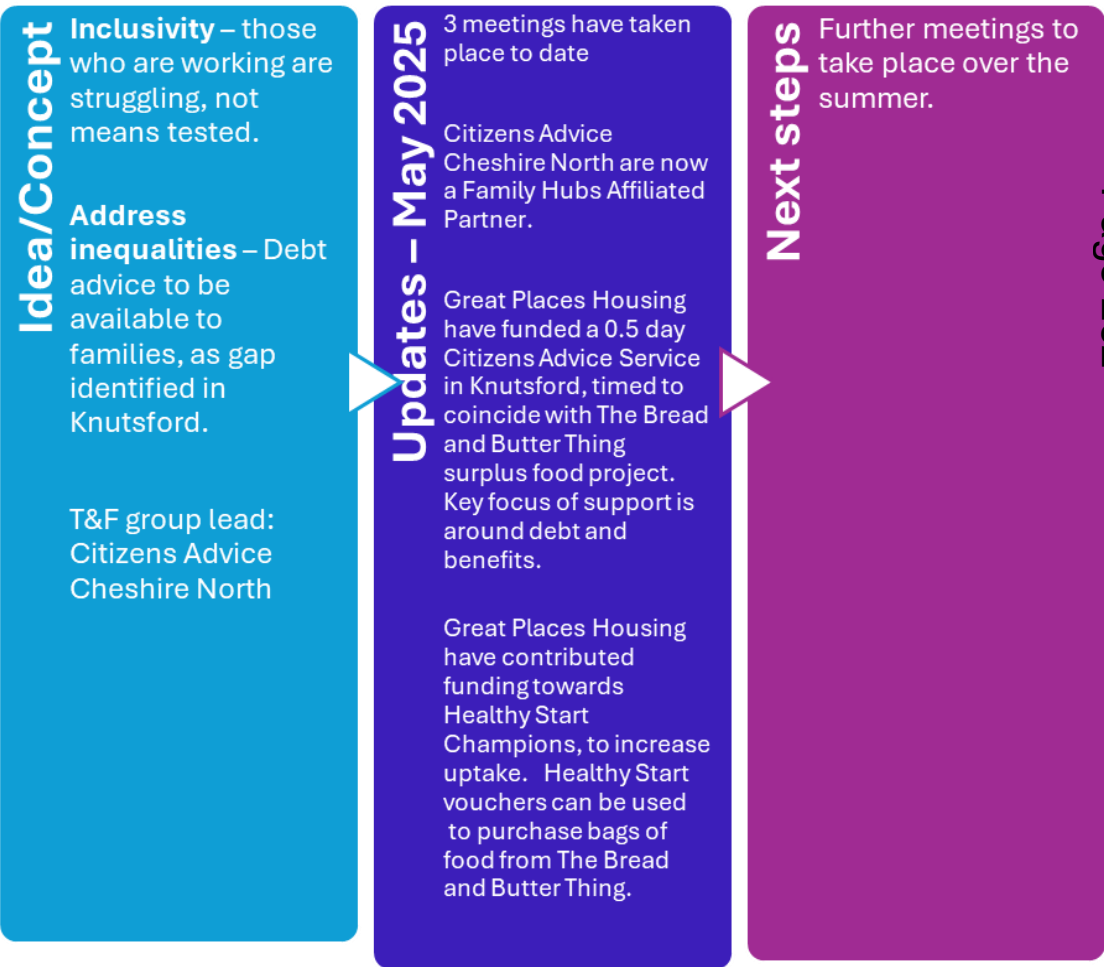 Idea/Concept
Inclusivity – those
who are working are
struggling, not
means tested.
Address
inequalities – Debt
advice to be
available to
families, as gap
identified in
Knutsford.
T&F group lead:
Citizens Advice
Cheshire North
Updates – May 2025
3 meetings have taken
place to date
Citizens Advice
Cheshire North are now
a Family Hubs Affiliated
Partner.
Great Places Housing
have funded a 0.5 day
Citizens Advice Service
in Knutsford, timed to
coincide with The Bread
and Butter Thing
surplus food project.
Key focus of support is
around debt and
benefits.
Great Places Housing
have contributed
funding towards
Healthy Start
Champions, to increase
uptake. Healthy Start
vouchers can be used
to purchase bags of
food from The Bread
and Butter Thing.
Next steps
Further meetings to
take place over the
summer.